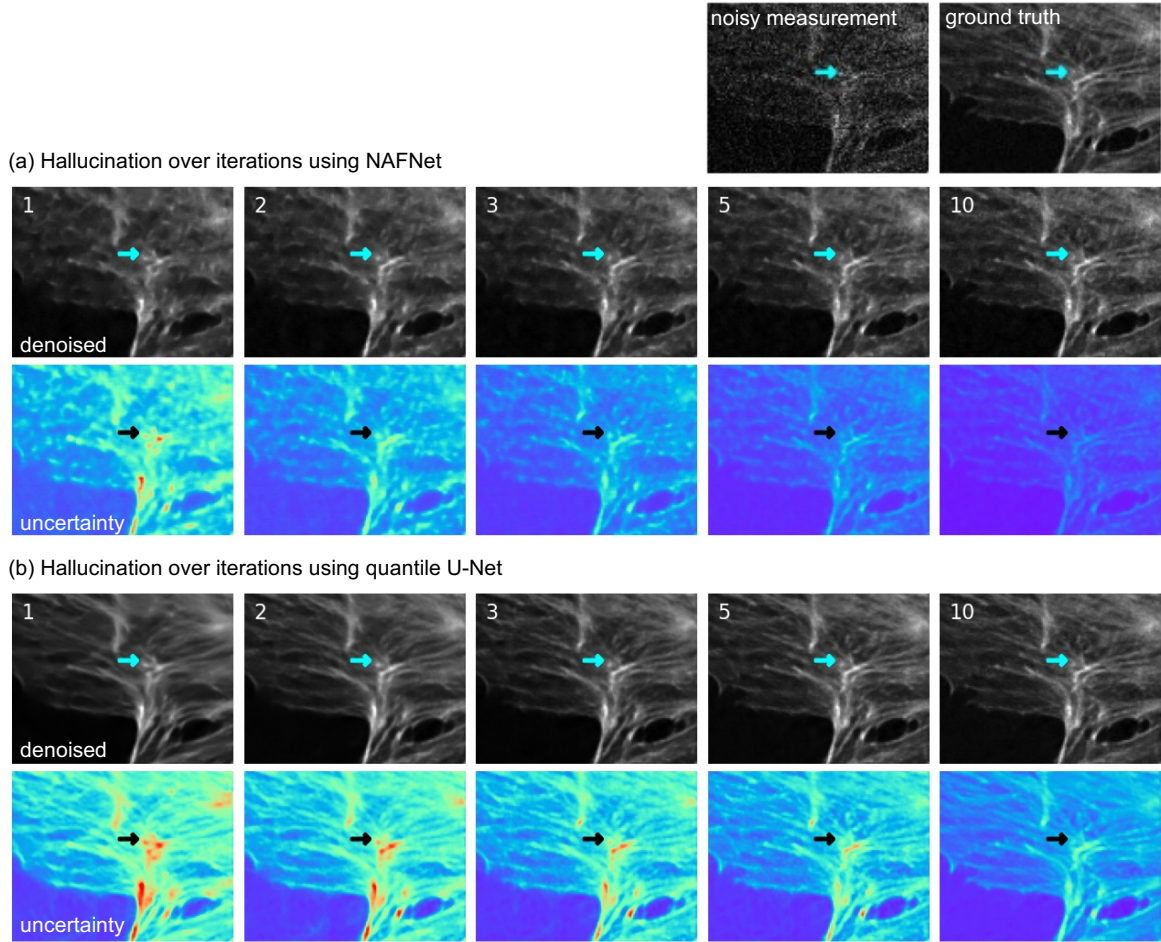 noisy measurement
ground truth
(a) Hallucination over iterations using NAFNet
1
2
3
5
10
denoised
uncertainty
(b) Hallucination over iterations using quantile U-Net
1
2
3
5
10
denoised
uncertainty